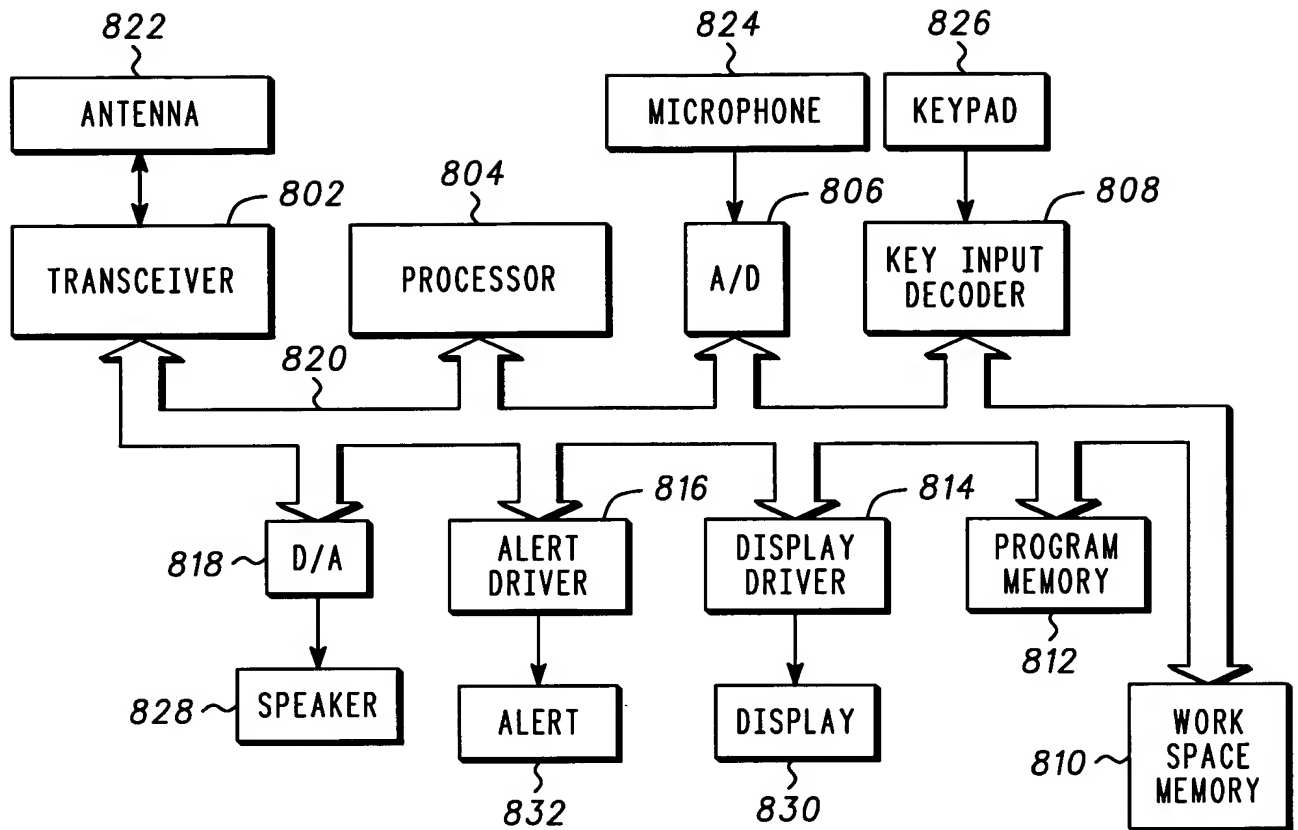 822
824
826
ANTENNA
MICROPHONE
KEYPAD
802
804
806
808
TRANSCEIVER
PROCESSOR
A/D
KEY INPUT
DECODER
820
816
814
818
D/A
ALERT
DRIVER
DISPLAY
DRIVER
PROGRAM
MEMORY
812
828
SPEAKER
ALERT
DISPLAY
810
WORK
SPACE
MEMORY
832
830